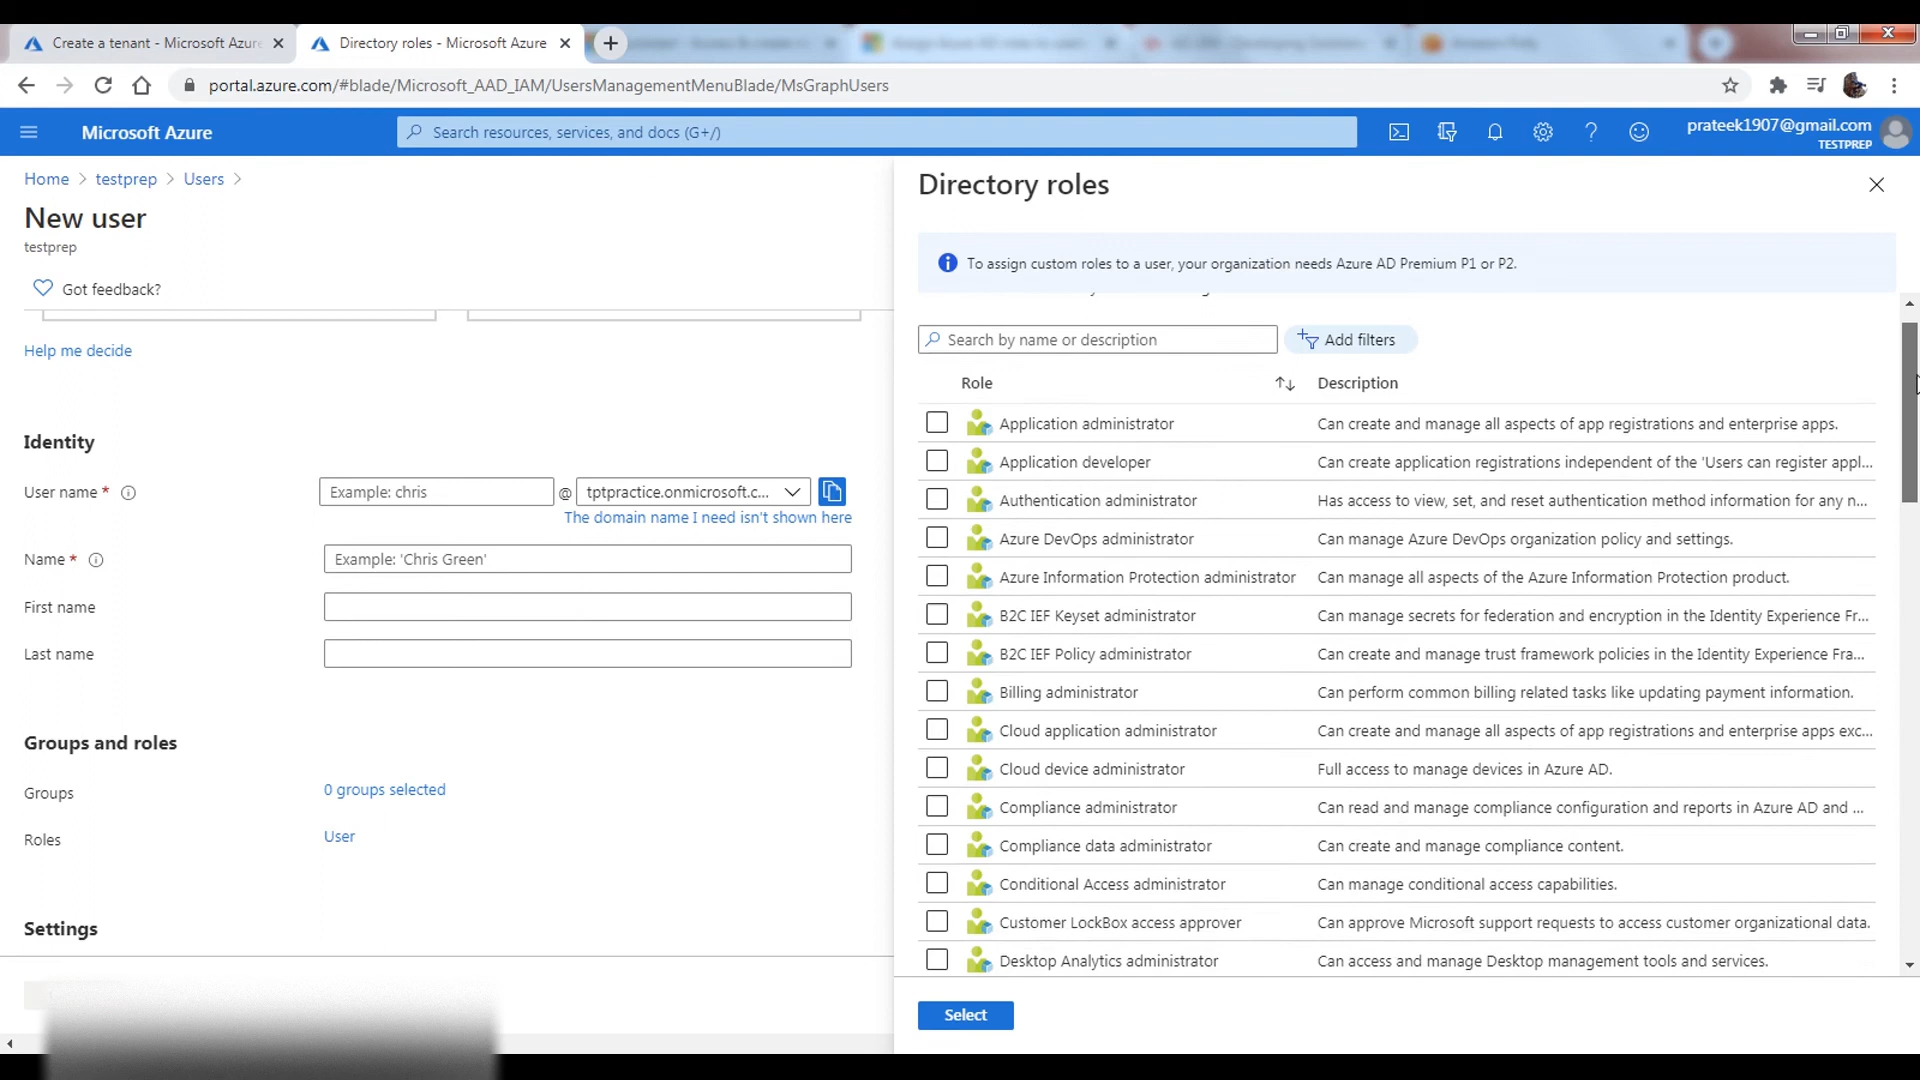 Create a tenant - Microsoft Azure
Directory roles - Microsoft Azure
portal.azure.com/#blade/Microsoft_AAD_IAM/UsersManagementMenuBlade/MsGraphUsers
Microsoft Azure
Search resources, services, and docs (G+/)
prateek1907@gmail.com
TESTPREP
Home > testprep > Users >
New user
testprep
Got feedback?
Help me decide
Identity
User name *
Example: chris
@
tptpractice.onmicrosoft.c...
The domain name I need isn't shown here
Name *
Example: 'Chris Green'
First name
Last name
Groups and roles
Groups
0 groups selected
Roles
User
Settings
Directory roles
To assign custom roles to a user, your organization needs Azure AD Premium P1 or P2.
Search by name or description
Add filters
Role Description
Application administrator Can create and manage all aspects of app registrations and enterprise apps.
Application developer Can create application registrations independent of the 'Users can register appl...
Authentication administrator Has access to view, set, and reset authentication method information for any n...
Azure DevOps administrator Can manage Azure DevOps organization policy and settings.
Azure Information Protection administrator Can manage all aspects of the Azure Information Protection product.
B2C IEF Keyset administrator Can manage secrets for federation and encryption in the Identity Experience Fr...
B2C IEF Policy administrator Can create and manage trust framework policies in the Identity Experience Fra...
Billing administrator Can perform common billing related tasks like updating payment information.
Cloud application administrator Can create and manage all aspects of app registrations and enterprise apps exc...
Cloud device administrator Full access to manage devices in Azure AD.
Compliance administrator Can read and manage compliance configuration and reports in Azure AD and ...
Compliance data administrator Can create and manage compliance content.
Conditional Access administrator Can manage conditional access capabilities.
Customer LockBox access approver Can approve Microsoft support requests to access customer organizational data.
Desktop Analytics administrator Can access and manage Desktop management tools and services.
Select